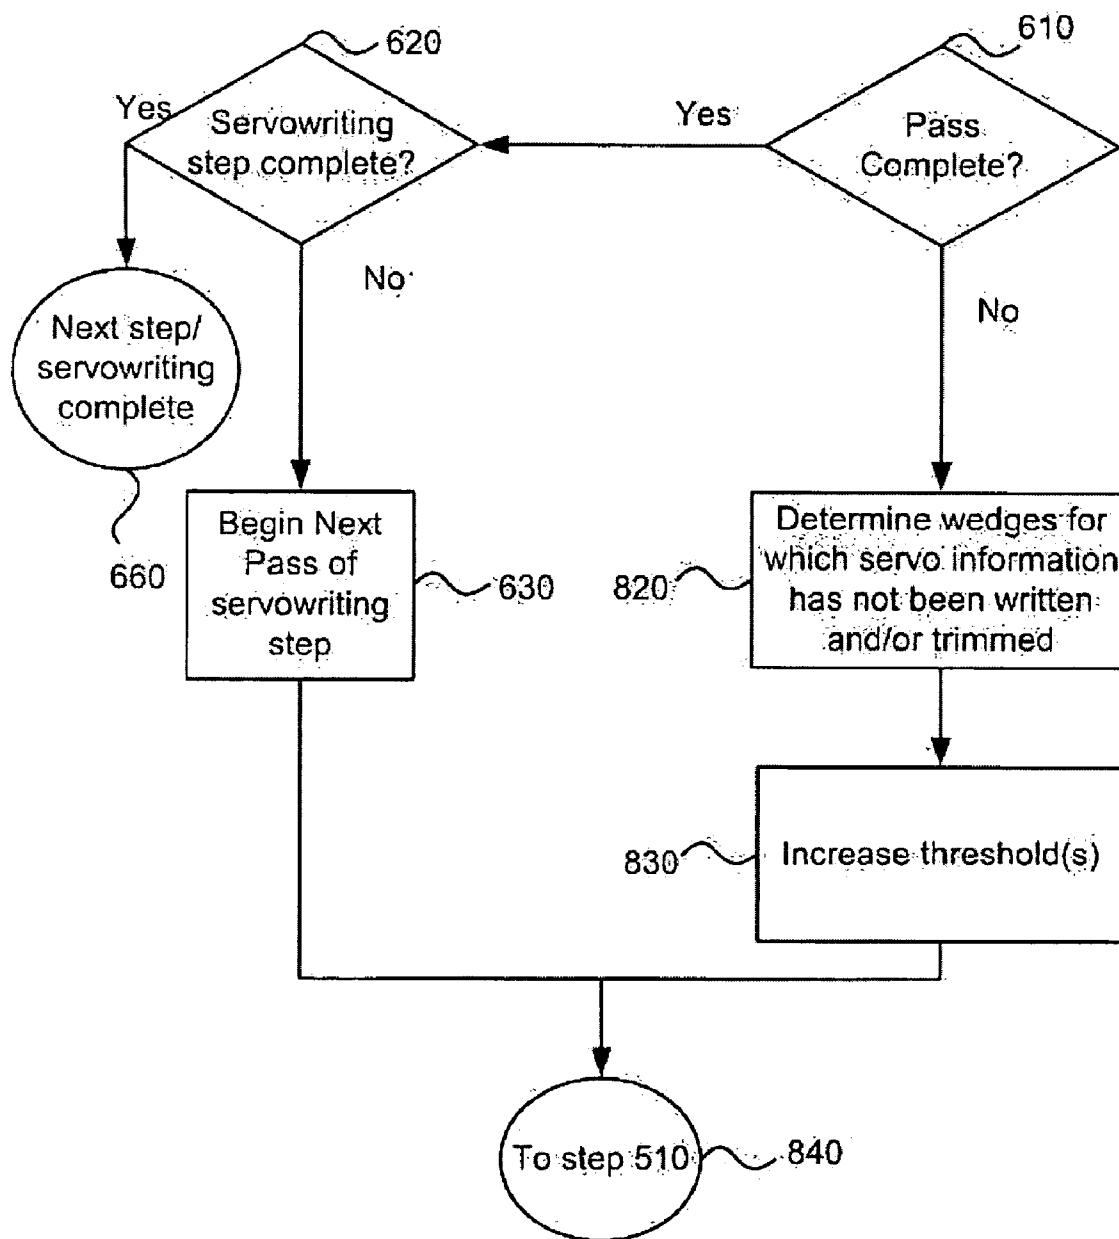 620
610
Yes
Servowriting
step complete?
Yes
Pass
Complete?
No
No
Next step/
servowriting
complete
660
Begin Next
Pass of
servowriting
step
630
820
Determine wedges for
which servo information
has not been written
and/or trimmed
830
Increase threshold(s)
To step 510
840